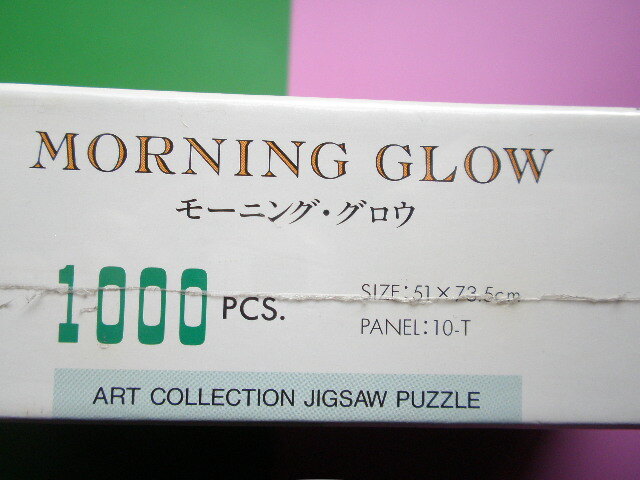 MORNING GLOW
モーニング・グロウ
1000 PCS.
SIZE:51×73.5cm
PANEL:10-T
ART COLLECTION JIGSAW PUZZLE